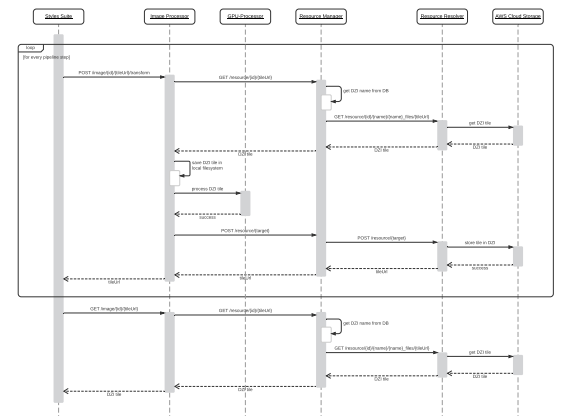 Styles Suite
Image Processor
GPU-Processor
Resource Manager
Resource Resolver
AWS Cloud Storage
loop
[for every pipeline step]
POST /image/{id}/{tileUrl}/transform
GET /resource/{id}/{tileUrl}
get DZI name from DB
GET /resource/{id}/{name}/{name}_files/{tileUrl}
get DZI tile
DZI tile
DZI tile
DZI tile
save DZI tile in
local filesystem
process DZI tile
success
POST /resource/{target}
POST /resource/{target}
store tile in DZI
success
tileUrl
tileUrl
tileUrl
GET /image/{id}/{tileUrl}
GET /resource/{id}/{tileUrl}
get DZI name from DB
GET /resource/{id}/{name}/{name}_files/{tileUrl}
get DZI tile
DZI tile
DZI tile
DZI tile
DZI tile